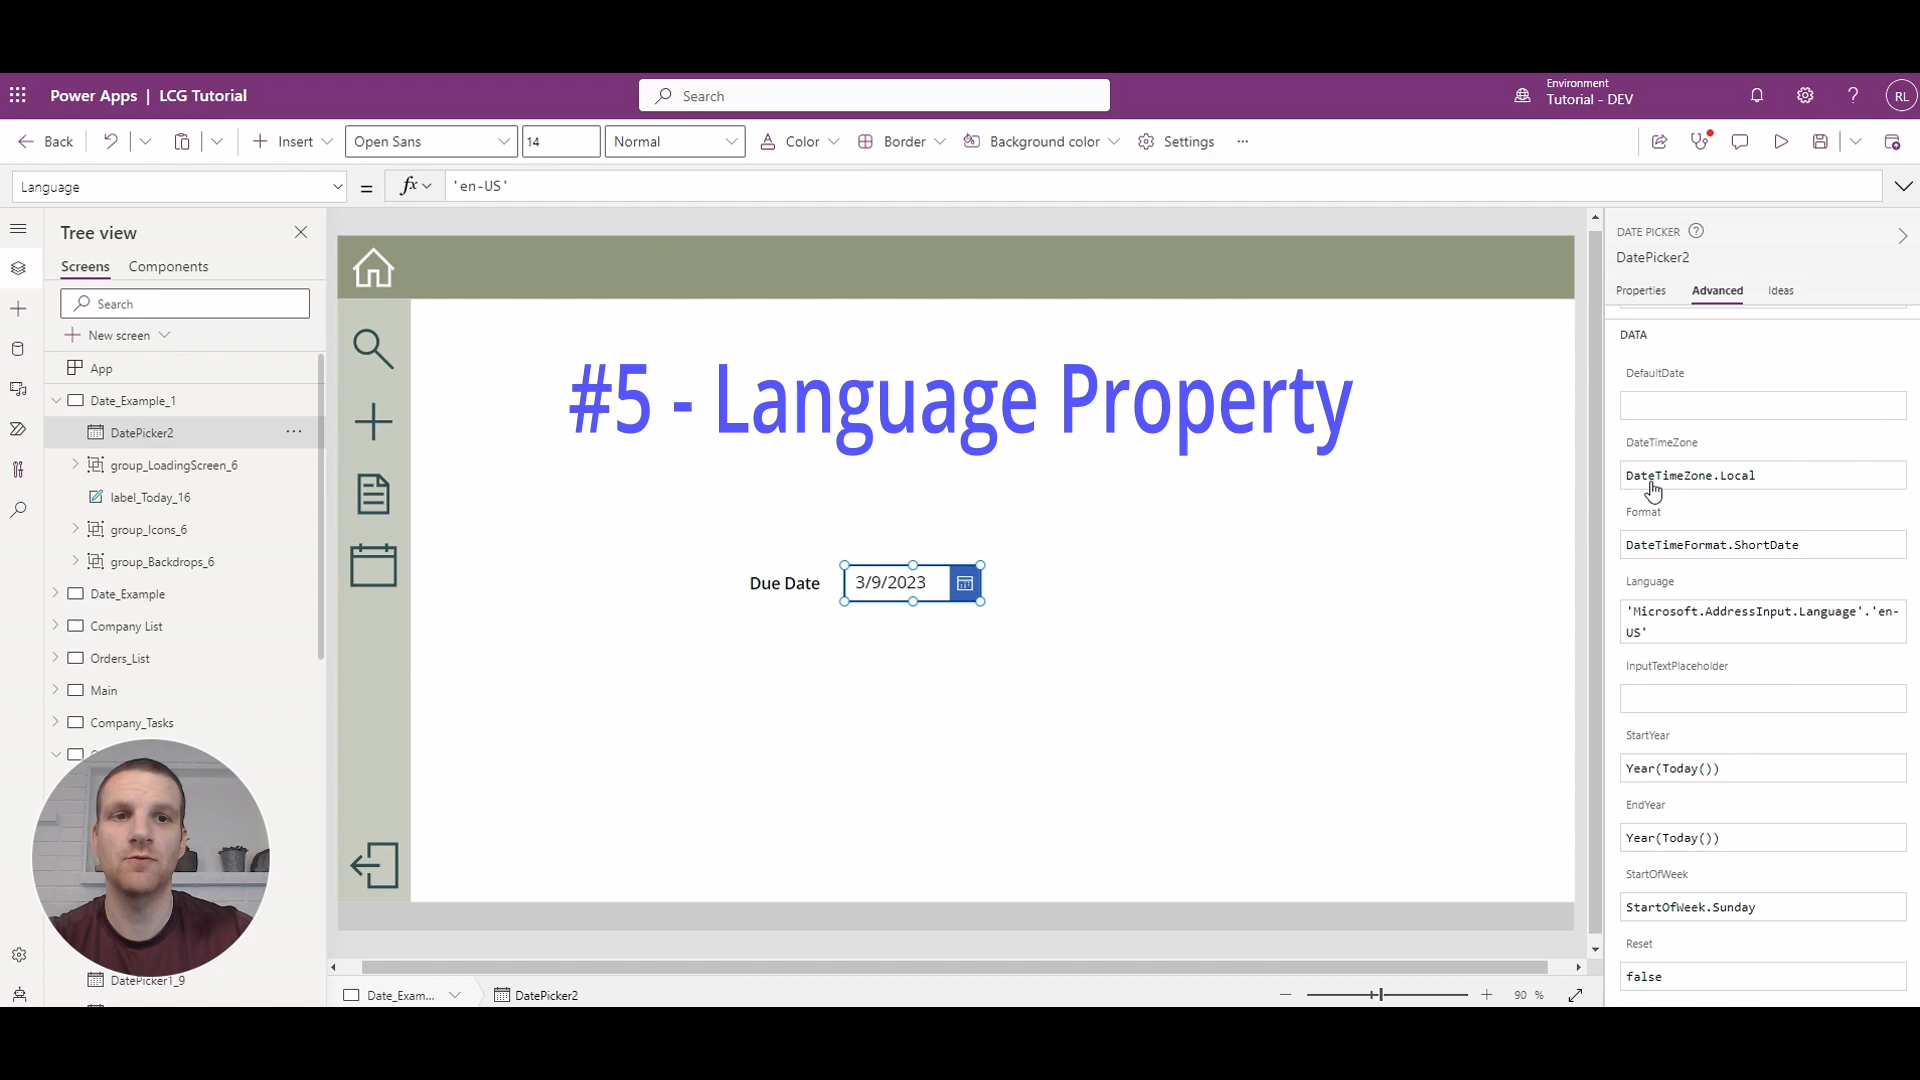 Power Apps | LCG Tutorial
Search
Environment
Tutorial - DEV
RL
Back
Insert
Open Sans
14
Normal
Color
Border
Background color
Settings
Language
=
fx
'en-US'
Tree view
Screens
Components
Search
New screen
App
Date_Example_1
DatePicker2
group_LoadingScreen_6
label_Today_16
group_Icons_6
group_Backdrops_6
Date_Example
Company List
Orders_List
Main
Company_Tasks
DatePicker1_9
#5 - Language Property
Due Date
3/9/2023
Date_Exam...
DatePicker2
90 %
DATE PICKER
DatePicker2
Properties
Advanced
Ideas
DATA
DefaultDate
DateTimeZone
DateTimeZone.Local
Format
DateTimeFormat.ShortDate
Language
'Microsoft.AddressInput.Language'.'en-
US'
InputTextPlaceholder
StartYear
Year(Today())
EndYear
Year(Today())
StartOfWeek
StartOfWeek.Sunday
Reset
false